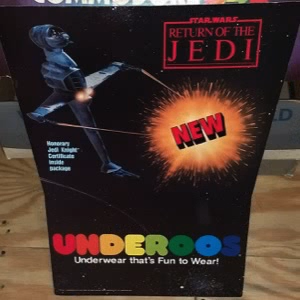 STAR WARS
RETURN OF THE
JEDI
NEW
Honorary
Jedi Knight
Certificate
inside
package
UNDEROOS
Underwear that's Fun to Wear!